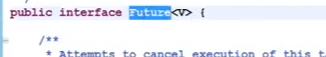 public interface Future<V> {
/**
* Attempts to cancel execution of this t